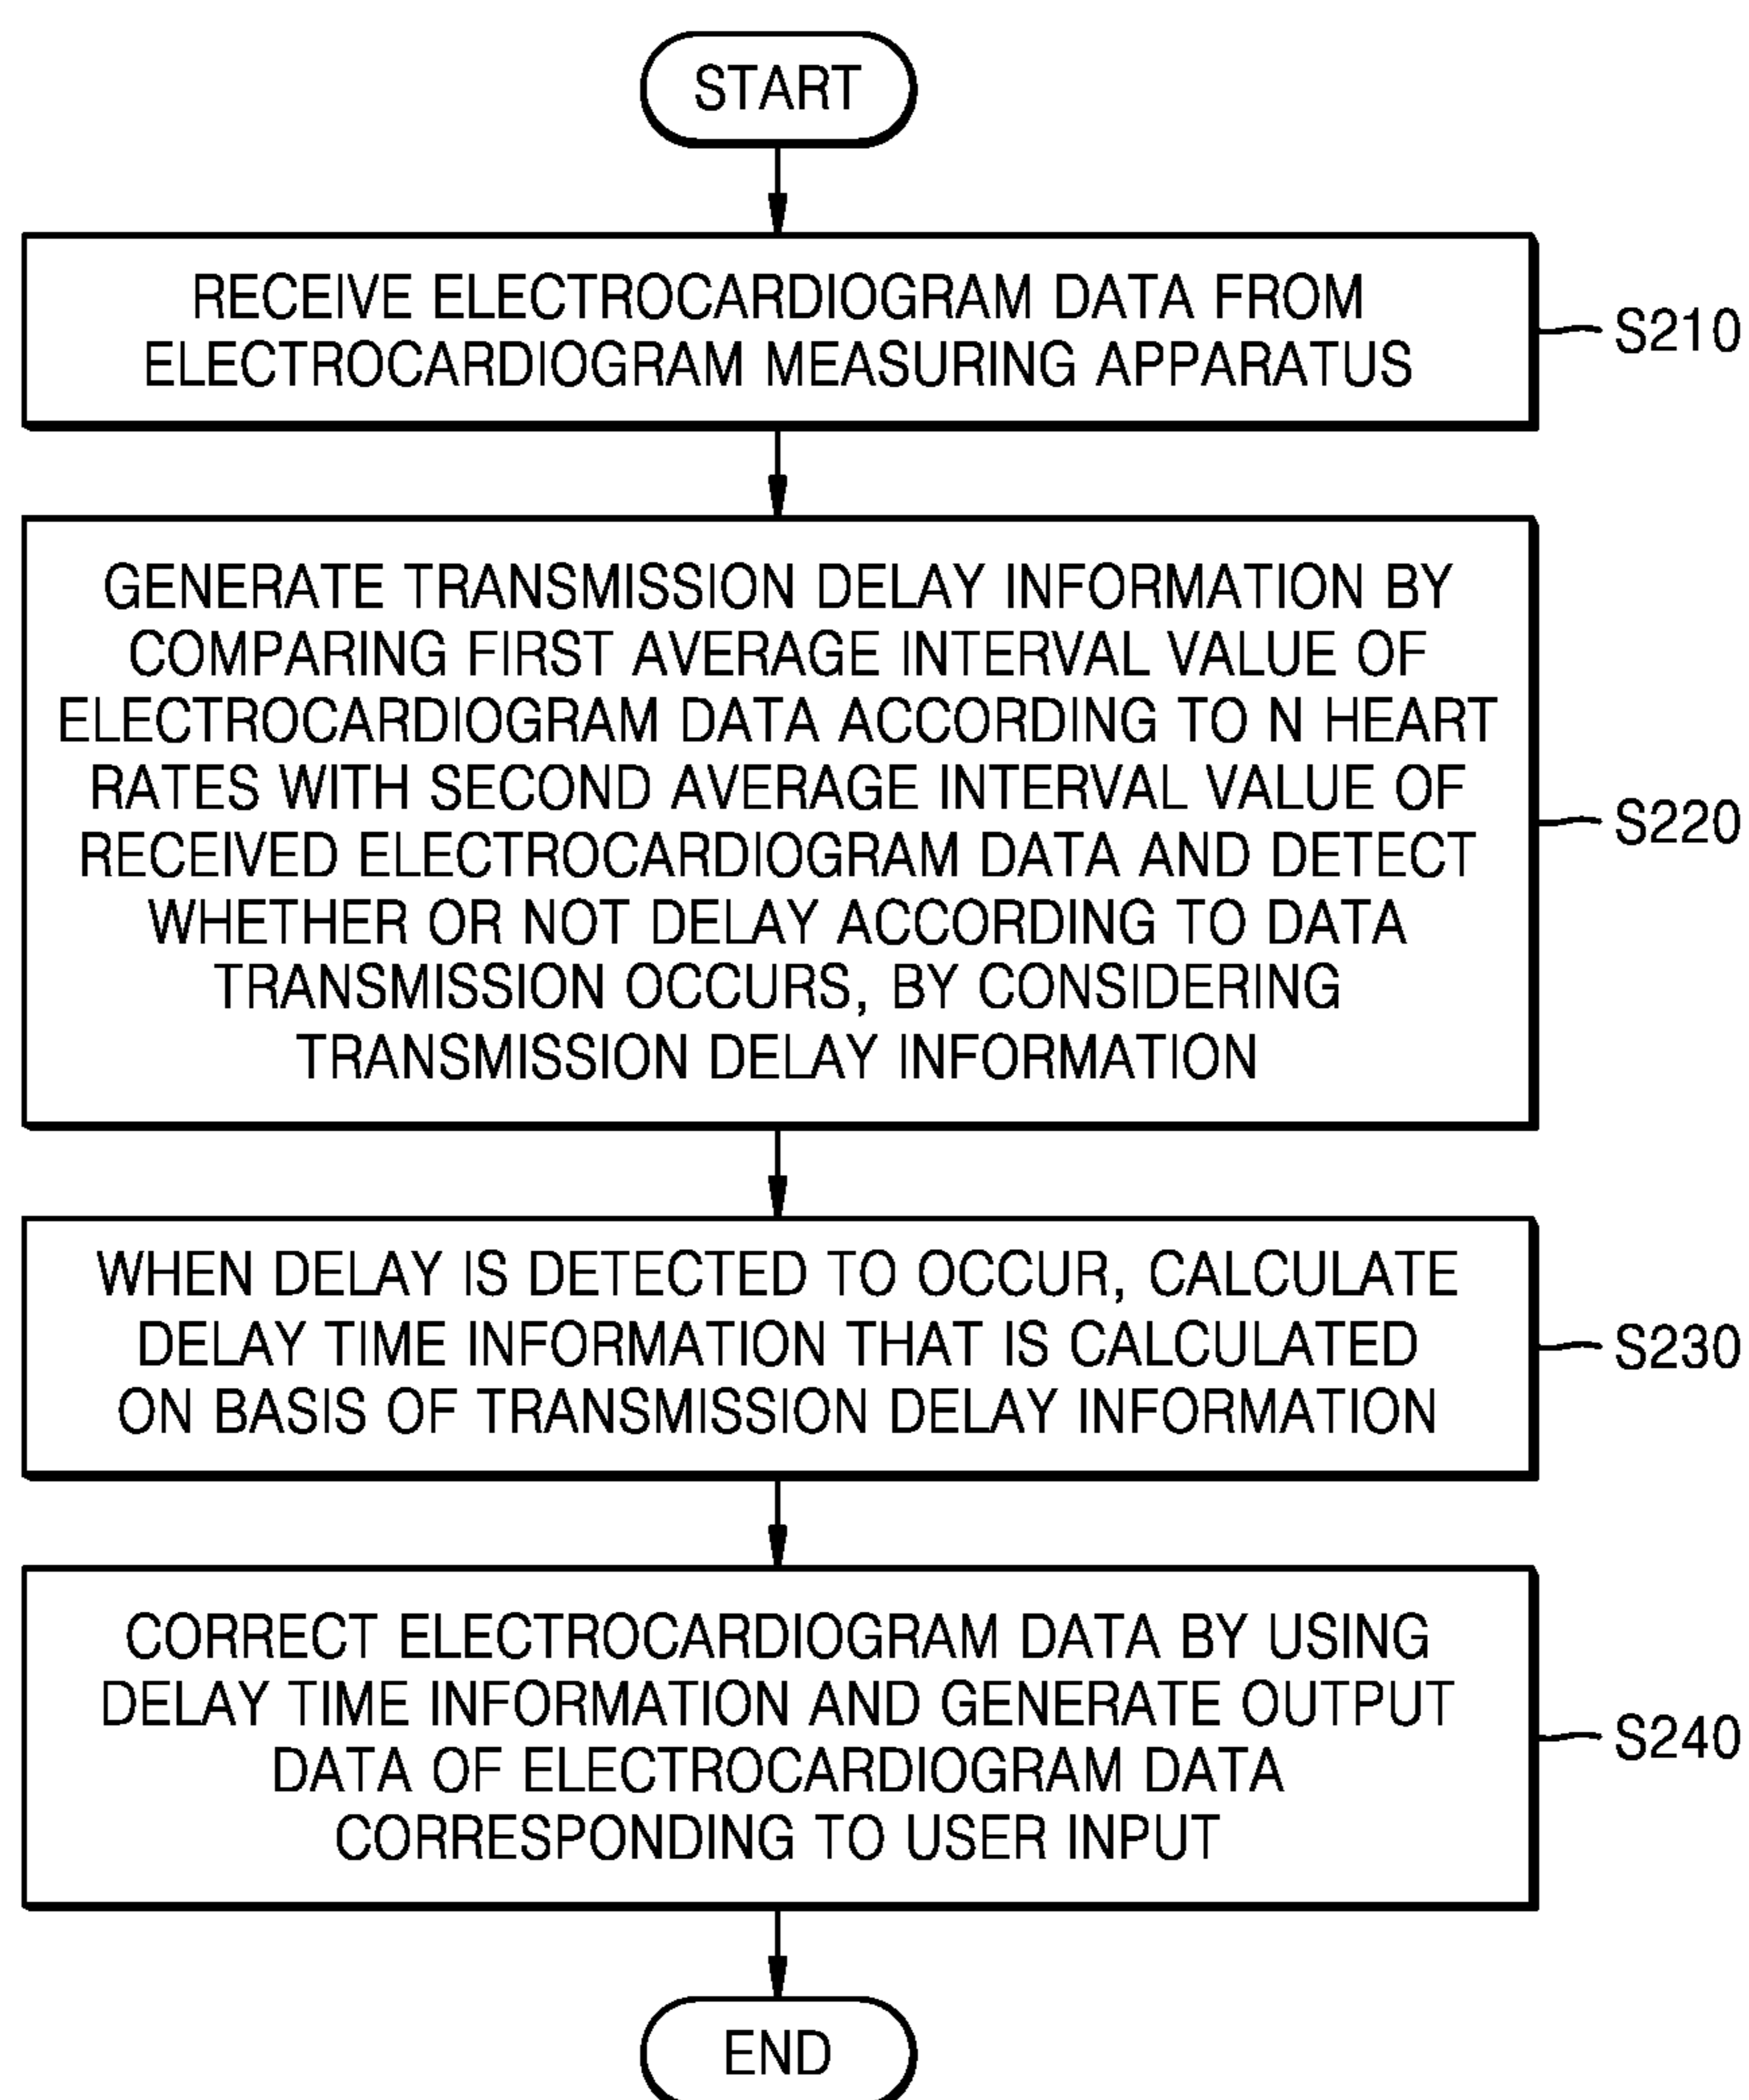 START
RECEIVE ELECTROCARDIOGRAM DATA FROM
ELECTROCARDIOGRAM MEASURING APPARATUS
S210
GENERATE TRANSMISSION DELAY INFORMATION BY
COMPARING FIRST AVERAGE INTERVAL VALUE OF
ELECTROCARDIOGRAM DATA ACCORDING TO N HEART
RATES WITH SECOND AVERAGE INTERVAL VALUE OF
RECEIVED ELECTROCARDIOGRAM DATA AND DETECT
WHETHER OR NOT DELAY ACCORDING TO DATA
TRANSMISSION OCCURS, BY CONSIDERING
TRANSMISSION DELAY INFORMATION
S220
WHEN DELAY IS DETECTED TO OCCUR, CALCULATE
DELAY TIME INFORMATION THAT IS CALCULATED
ON BASIS OF TRANSMISSION DELAY INFORMATION
S230
CORRECT ELECTROCARDIOGRAM DATA BY USING
DELAY TIME INFORMATION AND GENERATE OUTPUT
DATA OF ELECTROCARDIOGRAM DATA
CORRESPONDING TO USER INPUT
S240
END